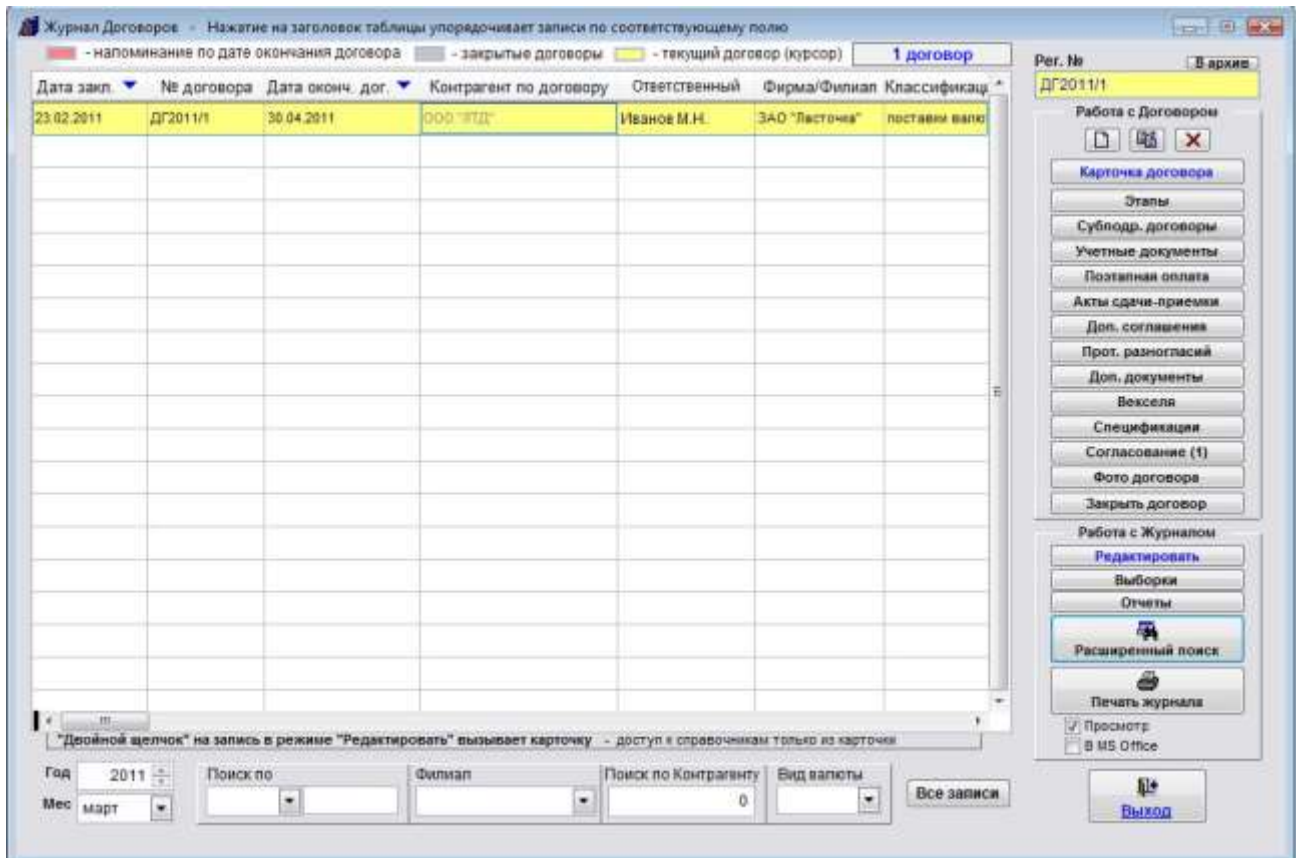 Журнал Договоров - Нажатие на заголовок таблицы упорядочивает записи по соответствующему полю
- напоминание по дате окончания договора - закрытые договоры - текущий договор (курсор) 1 договор
Дата закл. № договора Дата оконч. дог. Контрагент по договору Ответственный Фирма/Филиал Классификац
23.02.2011 ДГ2011/1 30.04.2011 ООО Иванов М.Н. ЗАО "Ласточка" поставки валю
"Двойной щелчок" на запись в режиме "Редактировать" вызывает карточку - доступ к справочникам только из карточки
Год 2011
Мес март
Поиск по
Филиал
Поиск по Контрагенту
0
Вид валюты
Все записи
Рег. № В архив
ДГ2011/1
Работа с Договором
Карточка договора
Этапы
Субподр. договоры
Учетные документы
Поэтапная оплата
Акты сдачи-приемки
Доп. соглашения
Прот. разногласий
Доп. документы
Векселя
Спецификации
Согласование (1)
Фото договора
Закрыть договор
Работа с Журналом
Редактировать
Выборки
Отчеты
Расширенный поиск
Печать журнала
Просмотр
В MS Office
Выход